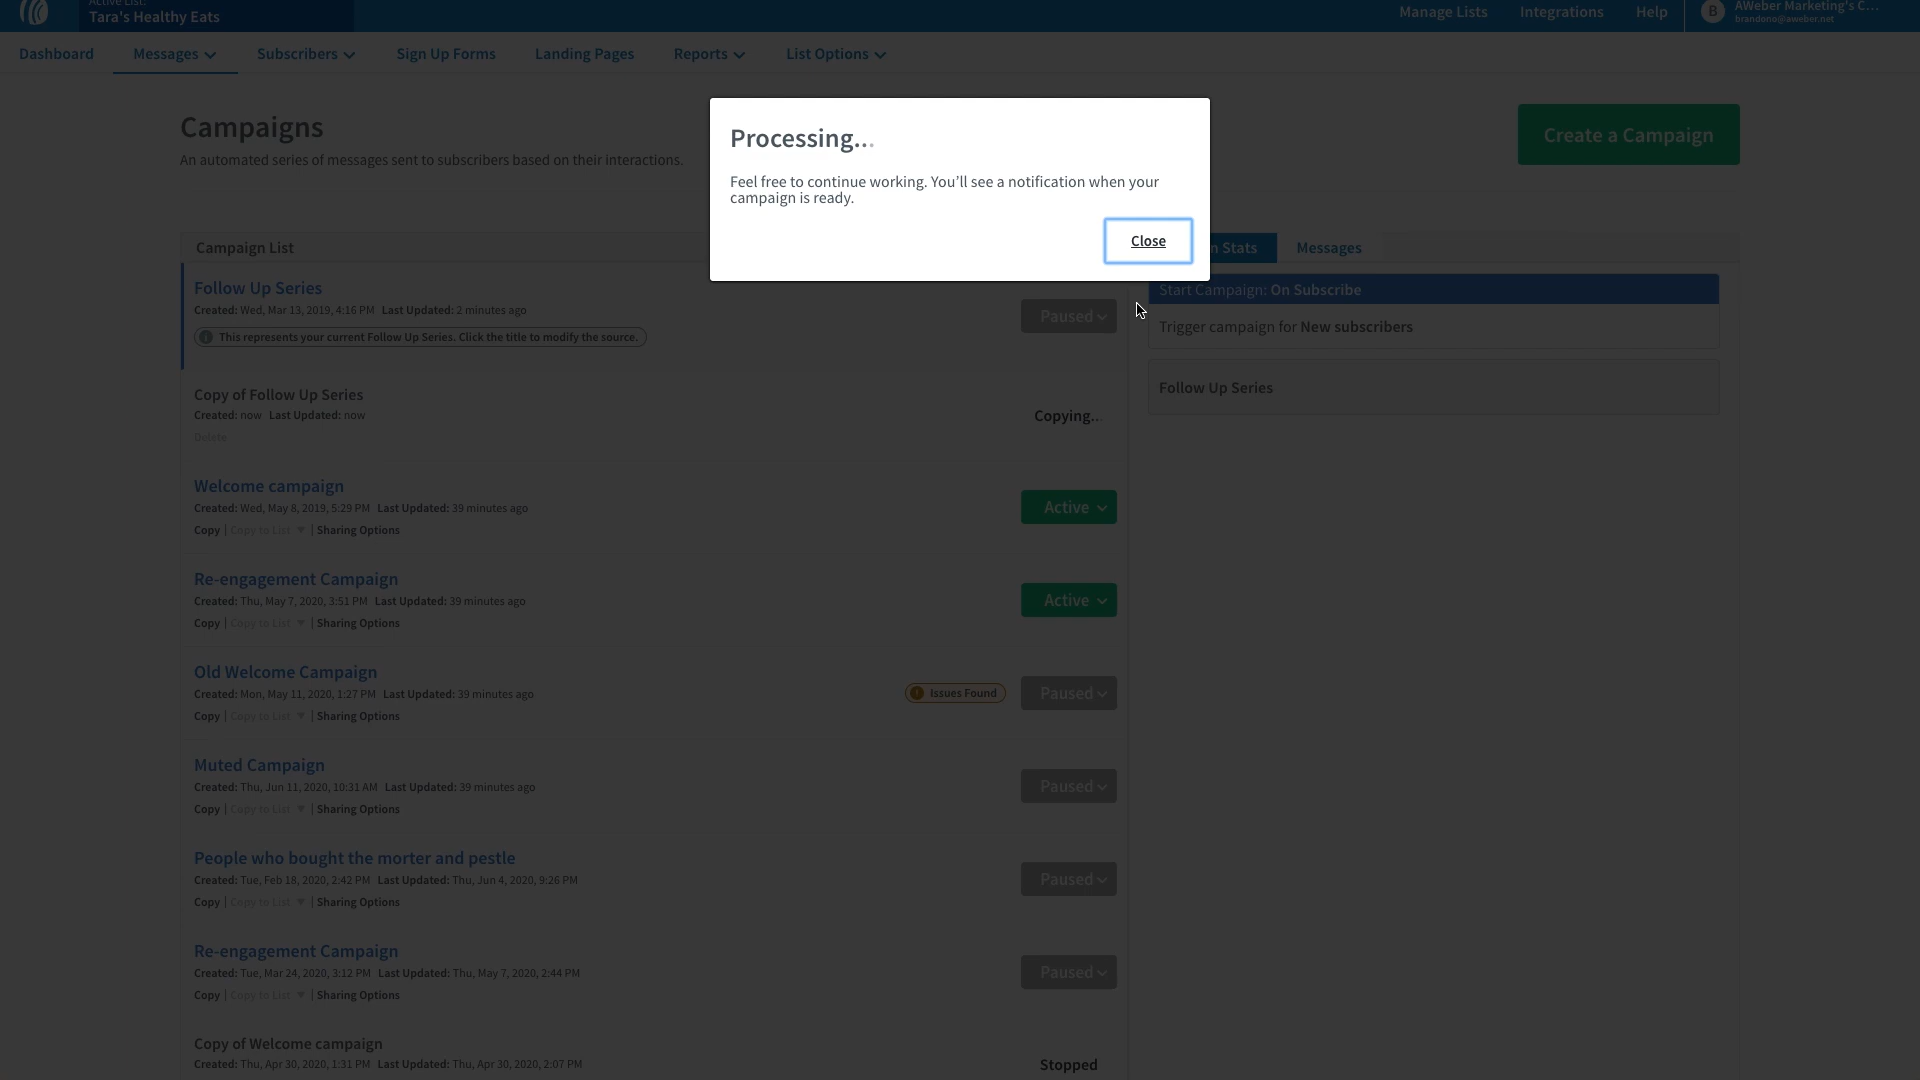 Active List:
Tara's Healthy Eats
Manage Lists
Integrations
Help
B
AWeber Marketing's C...
brandono@aweber.net
Dashboard
Messages
Subscribers
Sign Up Forms
Landing Pages
Reports
List Options
Campaigns
An automated series of messages sent to subscribers based on their interactions.
Create a Campaign
Processing...
Feel free to continue working. You’ll see a notification when your
campaign is ready.
Close
Campaign List
n Stats
Messages
Follow Up Series
Created: Wed, Mar 13, 2019, 4:16 PM Last Updated: 2 minutes ago
This represents your current Follow Up Series. Click the title to modify the source.
Paused
Start Campaign: On Subscribe
Trigger campaign for New subscribers
Follow Up Series
Copy of Follow Up Series
Created: now Last Updated: now
Delete
Copying...
Welcome campaign
Created: Wed, May 8, 2019, 5:29 PM Last Updated: 39 minutes ago
Copy | Copy to List ▼ | Sharing Options
Active
Re-engagement Campaign
Created: Thu, May 7, 2020, 3:51 PM Last Updated: 39 minutes ago
Copy | Copy to List ▼ | Sharing Options
Active
Old Welcome Campaign
Created: Mon, May 11, 2020, 1:27 PM Last Updated: 39 minutes ago
Copy | Copy to List ▼ | Sharing Options
! Issues Found
Paused
Muted Campaign
Created: Thu, Jun 11, 2020, 10:31 AM Last Updated: 39 minutes ago
Copy | Copy to List ▼ | Sharing Options
Paused
People who bought the morter and pestle
Created: Tue, Feb 18, 2020, 2:42 PM Last Updated: Thu, Jun 4, 2020, 9:26 PM
Copy | Copy to List ▼ | Sharing Options
Paused
Re-engagement Campaign
Created: Tue, Mar 24, 2020, 3:12 PM Last Updated: Thu, May 7, 2020, 2:44 PM
Copy | Copy to List ▼ | Sharing Options
Paused
Copy of Welcome campaign
Created: Thu, Apr 30, 2020, 1:31 PM Last Updated: Thu, Apr 30, 2020, 2:07 PM
Stopped